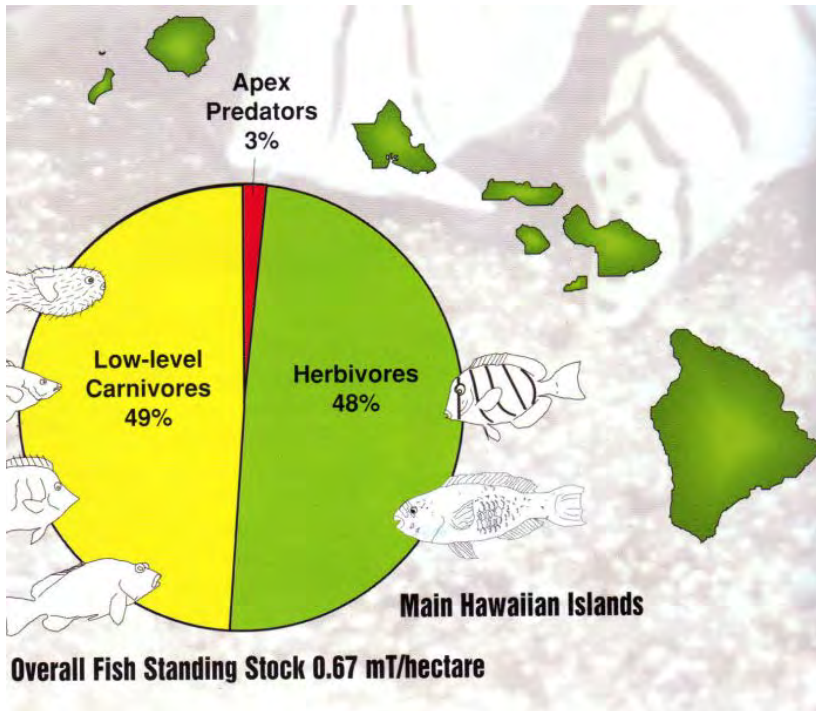 Apex
Predators
3%
Low-level
Carnivores
49%
Herbivores
48%
Main Hawaiian Islands
Overall Fish Standing Stock 0.67 mT/hectare